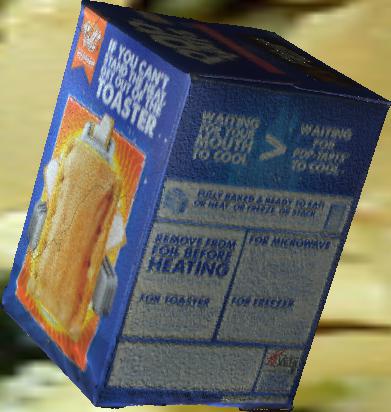 IF YOU CAN'T
STAND THE HEAT
GET OUT OF THE
TOASTER
WAITING
FOR YOUR
MOUTH
TO COOL
>
WAITING
FOR
POP-TARTS
TO COOL
FULLY BAKED & READY TO EAT
OR HEAT OR FREEZE OR STACK
REMOVE FROM
FOIL BEFORE
HEATING
FOR MICROWAVE
FOR TOASTER
FOR FREEZER